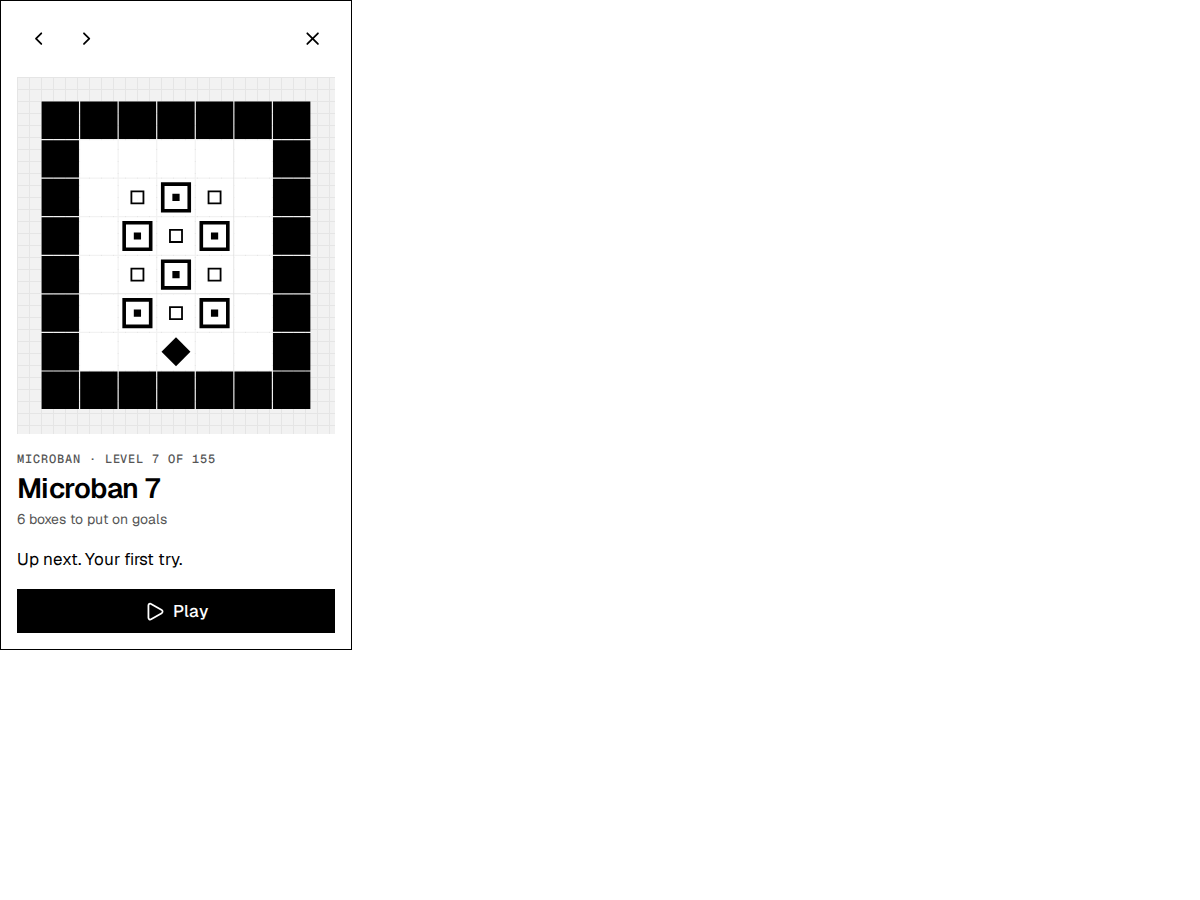 MICROBAN · LEVEL 7 OF 155
Microban 7
6 boxes to put on goals
Up next. Your first try.
Play